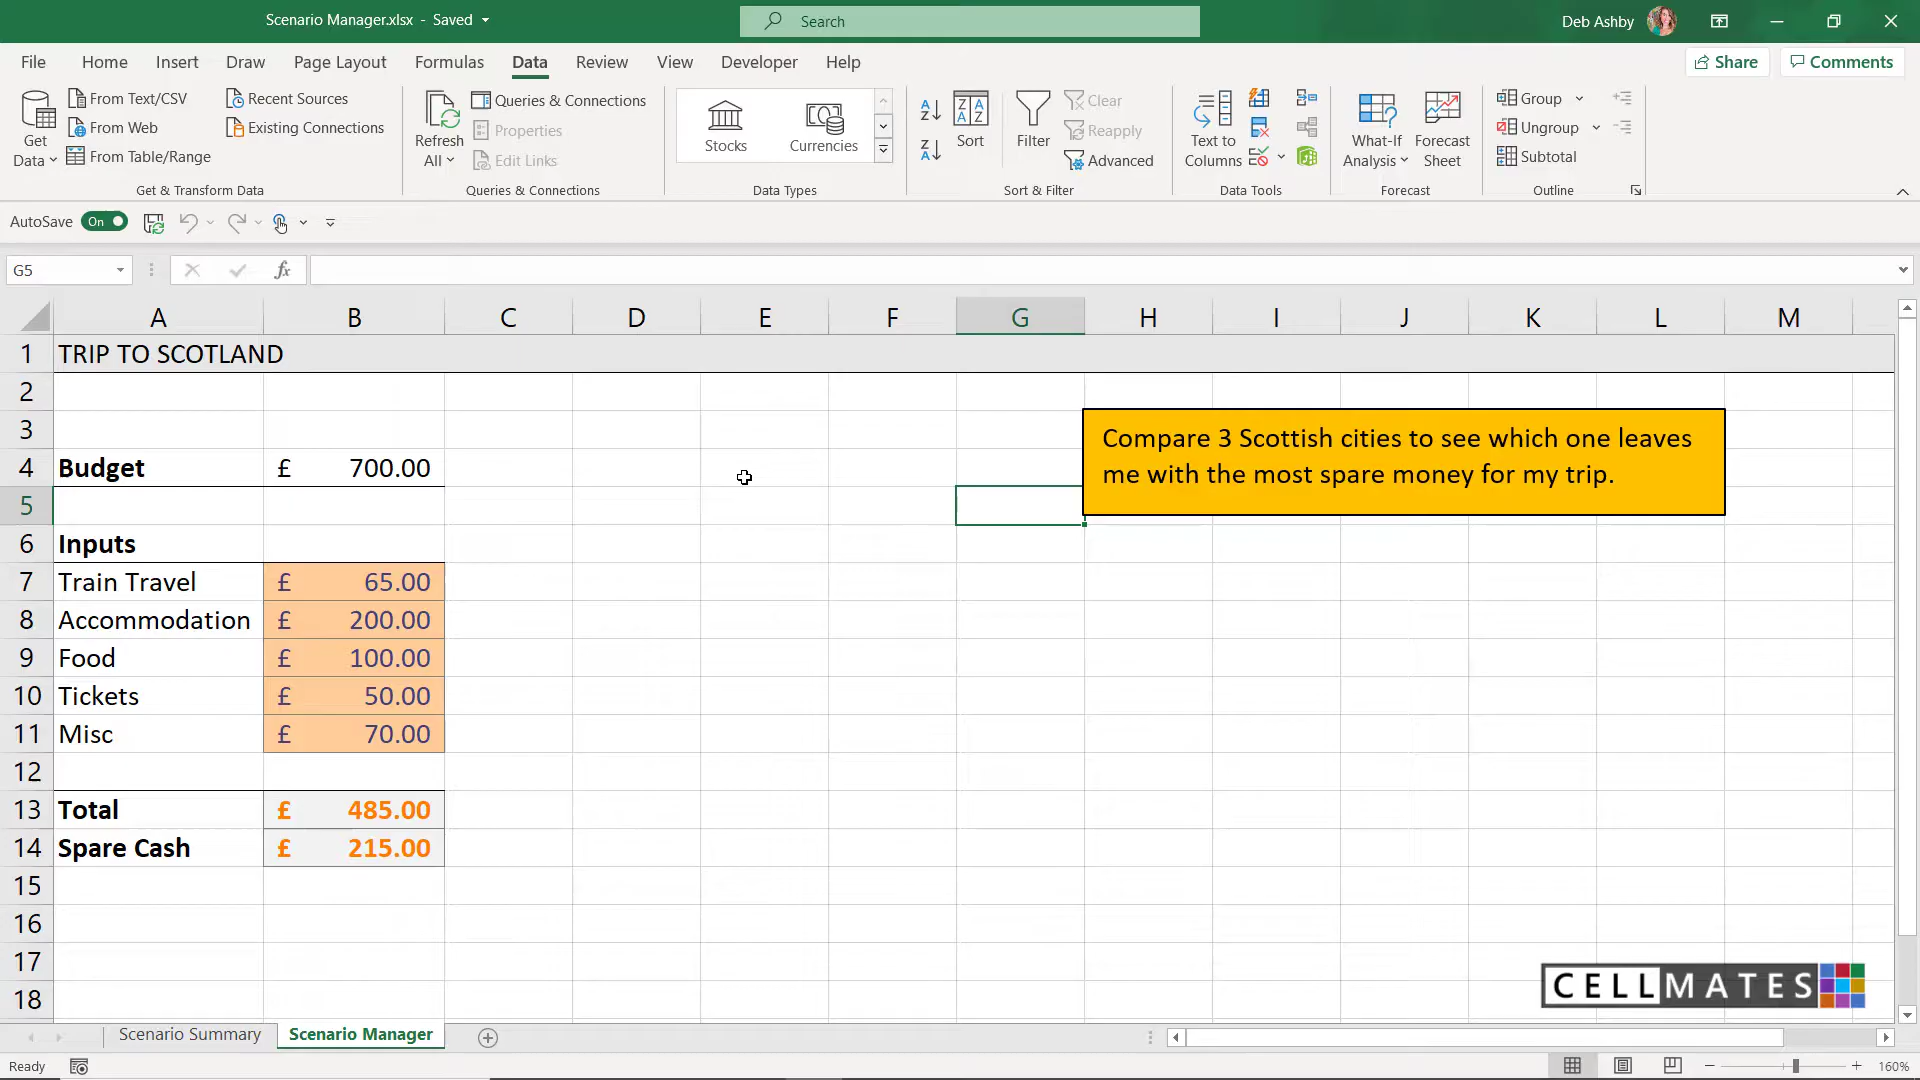 Scenario Manager.xlsx - Saved
Search
Deb Ashby
File Home Insert Draw Page Layout Formulas Data Review View Developer Help
Share Comments
Get Data
From Text/CSV
From Web
From Table/Range
Recent Sources
Existing Connections
Get & Transform Data
Refresh All
Queries & Connections
Properties
Edit Links
Queries & Connections
Stocks
Currencies
Data Types
Sort
Filter
Clear
Reapply
Advanced
Sort & Filter
Text to Columns
Data Tools
What-If Analysis
Forecast Sheet
Forecast
Group
Ungroup
Subtotal
Outline
AutoSave On
G5
fx
A B C D E F G H I J K L M
1 TRIP TO SCOTLAND
2
3
Compare 3 Scottish cities to see which one leaves
me with the most spare money for my trip.
4 Budget £ 700.00
5
6 Inputs
7 Train Travel £ 65.00
8 Accommodation £ 200.00
9 Food £ 100.00
10 Tickets £ 50.00
11 Misc £ 70.00
12
13 Total £ 485.00
14 Spare Cash £ 215.00
15
16
17
18
CELLMATES
Scenario Summary Scenario Manager
Ready
160%